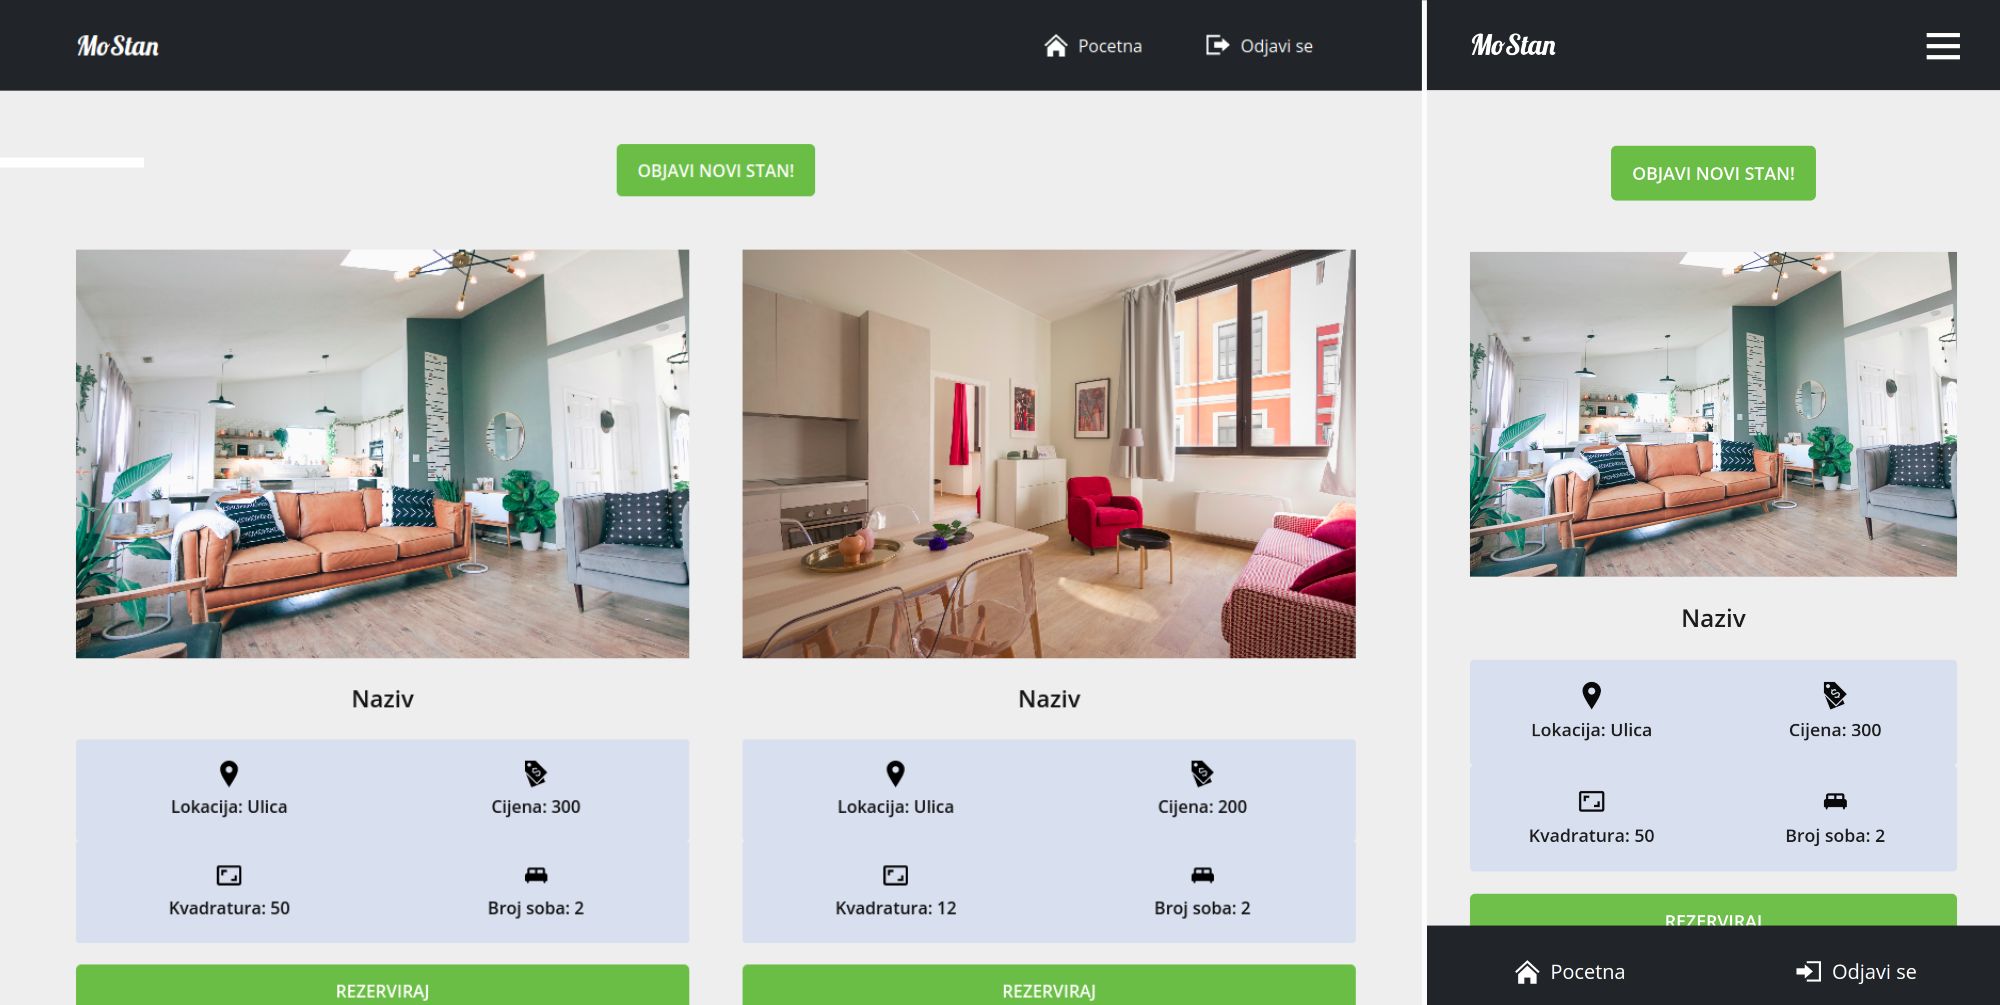 MoStan
Pocetna
Odjavi se
OBJAVI NOVI STAN!
Naziv
Lokacija: Ulica
Cijena: 300
Kvadratura: 50
Broj soba: 2
REZERVIRAJ
Naziv
Lokacija: Ulica
Cijena: 200
Kvadratura: 12
Broj soba: 2
REZERVIRAJ
MoStan
OBJAVI NOVI STAN!
Naziv
Lokacija: Ulica
Cijena: 300
Kvadratura: 50
Broj soba: 2
REZERVIRAJ
Pocetna
Odjavi se